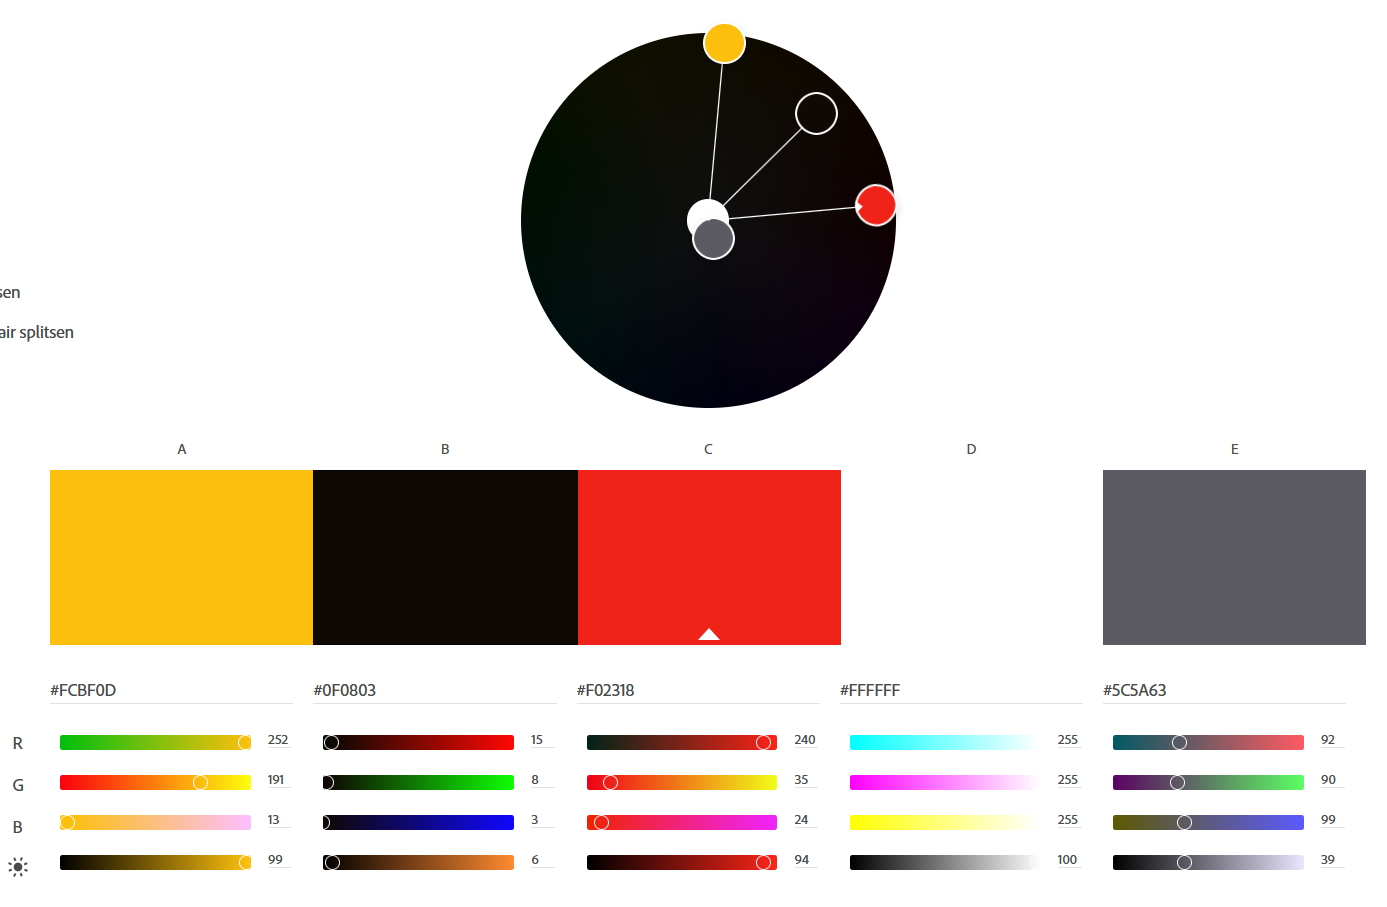 sen
air splitsen
A B C D E
#FCBF0D #0F0803 #F02318 #FFFFFF #5C5A63
R 252 15 240 255 92
G 191 8 35 255 90
B 13 3 24 255 99
99 6 94 100 39